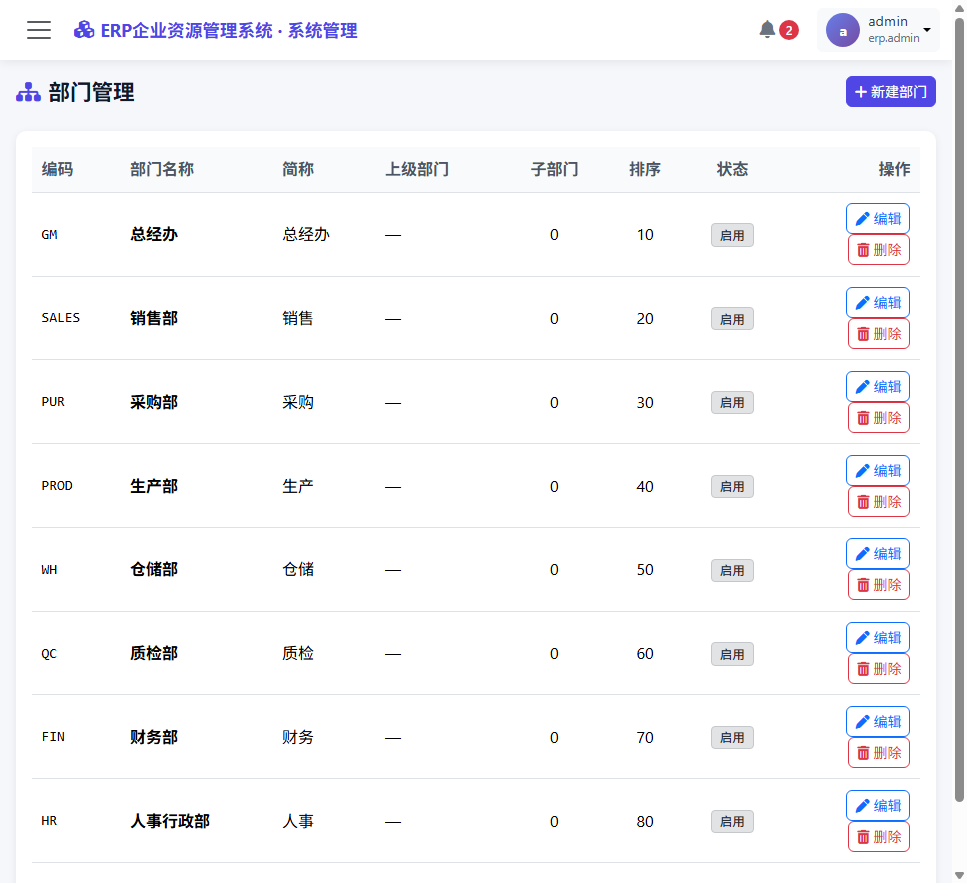 ERP企业资源管理系统 · 系统管理
2
a
admin
erp.admin
部门管理
新建部门
编码 部门名称 简称 上级部门 子部门 排序 状态 操作
GM 总经办 总经办 — 0 10 启用 编辑
删除
SALES 销售部 销售 — 0 20 启用 编辑
删除
PUR 采购部 采购 — 0 30 启用 编辑
删除
PROD 生产部 生产 — 0 40 启用 编辑
删除
WH 仓储部 仓储 — 0 50 启用 编辑
删除
QC 质检部 质检 — 0 60 启用 编辑
删除
FIN 财务部 财务 — 0 70 启用 编辑
删除
HR 人事行政部 人事 — 0 80 启用 编辑
删除